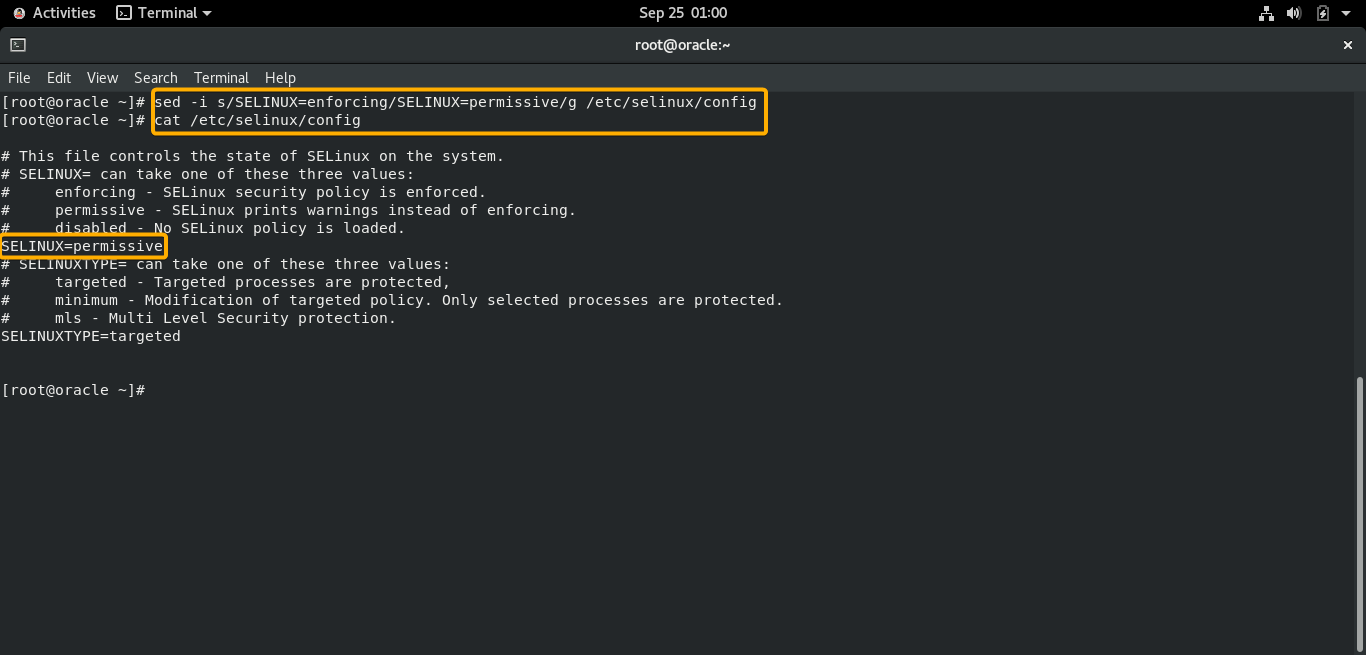 Activities Terminal Sep 25 01:00
root@oracle:~
File Edit View Search Terminal Help
[root@oracle ~]# sed -i s/SELINUX=enforcing/SELINUX=permissive/g /etc/selinux/config
[root@oracle ~]# cat /etc/selinux/config
# This file controls the state of SELinux on the system.
# SELINUX= can take one of these three values:
#     enforcing - SELinux security policy is enforced.
#     permissive - SELinux prints warnings instead of enforcing.
#     disabled - No SELinux policy is loaded.
SELINUX=permissive
# SELINUXTYPE= can take one of these three values:
#     targeted - Targeted processes are protected,
#     minimum - Modification of targeted policy. Only selected processes are protected.
#     mls - Multi Level Security protection.
SELINUXTYPE=targeted
[root@oracle ~]#